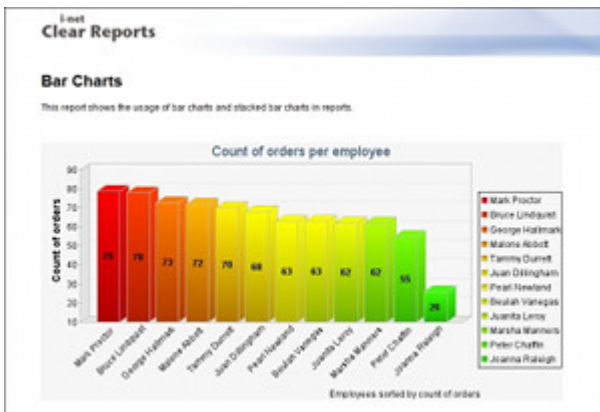 i-net
Clear Reports
Bar Charts
This report shows the usage of bar charts and stacked bar charts in reports.
Count of orders per employee
Count of orders
90
80
70
60
50
40
30
20
10
78
73
72
70
68
63
63
62
62
55
26
Mark Proctor
Bruce Lindquist
George Hallmark
Malone Abbott
Tammy Durrett
Juan Dillingham
Pearl Newland
Beulah Vanegas
Juanita Leroy
Marsha Manners
Peter Chaffin
Joanna Raleigh
Mark Proctor
Bruce Lindquist
George Hallmark
Malone Abbott
Tammy Durrett
Juan Dillingham
Pearl Newland
Beulah Vanegas
Juanita Leroy
Marsha Manners
Peter Chaffin
Joanna Raleigh
Employees sorted by count of orders